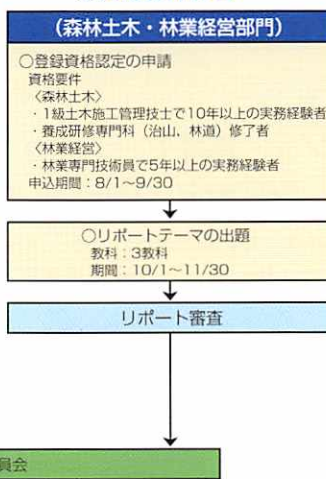 (森林土木・林業経営部門)
○登録資格認定の申請
資格要件
〈森林土木〉
・1級土木施工管理技士で10年以上の実務経験者
・養成研修専門科（治山、林道）修了者
〈林業経営〉
・林業専門技術員で5年以上の実務経験者
申込期間：8/1～9/30
○リポートテーマの出題
教科：3教科
期間：10/1～11/30
リポート審査
員会